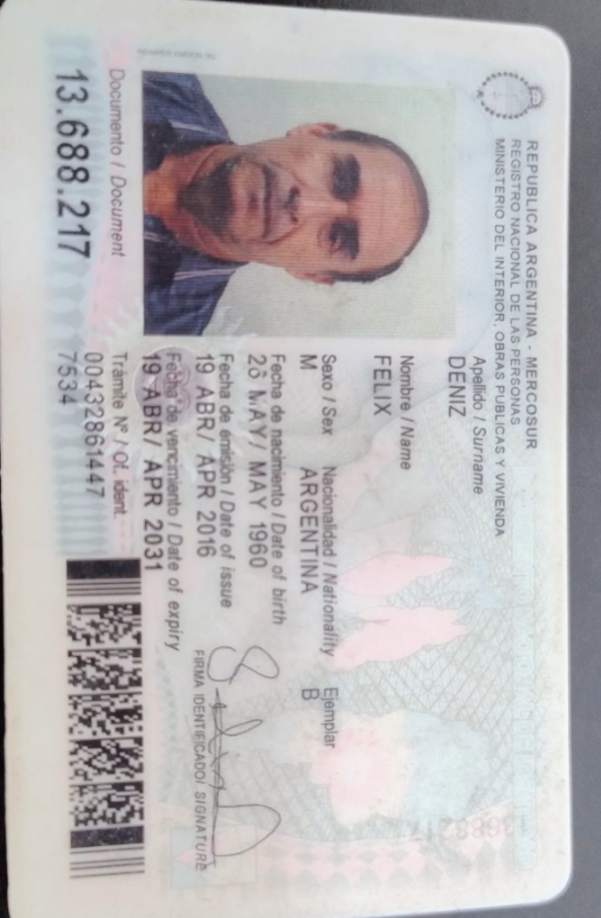 REPUBLICA ARGENTINA - MERCOSUR
REGISTRO NACIONAL DE LAS PERSONAS
MINISTERIO DEL INTERIOR, OBRAS PUBLICAS Y VIVIENDA
Apellido / Surname
DENIZ
Nombre / Name
FELIX
Sexo / Sex Nacionalidad / Nationality Ejemplar
M ARGENTINA B
Fecha de nacimiento / Date of birth
MAY/ MAY 1960
Fecha de emisión / Date of issue
19 ABR/ APR 2016
Fecha de vencimiento / Date of expiry
19 ABR/ APR 2031
FIRMA IDENTIFICADO/ SIGNATURE
Documento / Document
13.688.217
Tramite Nº / Of. ident.
00432861447
7534